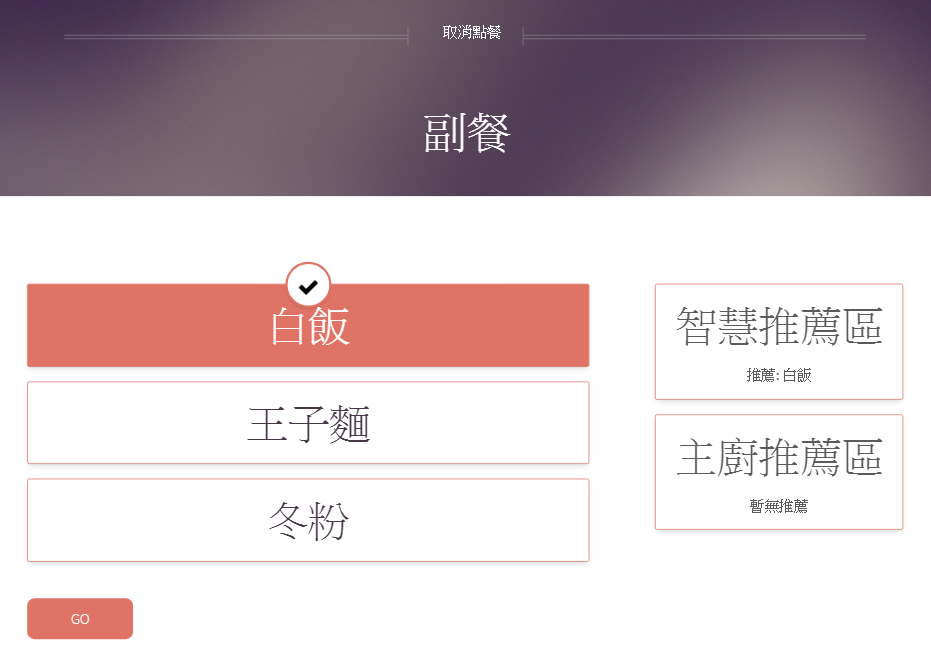 取消點餐
副餐
白飯
王子麵
冬粉
GO
智慧推薦區
推薦: 白飯
主廚推薦區
暫無推薦